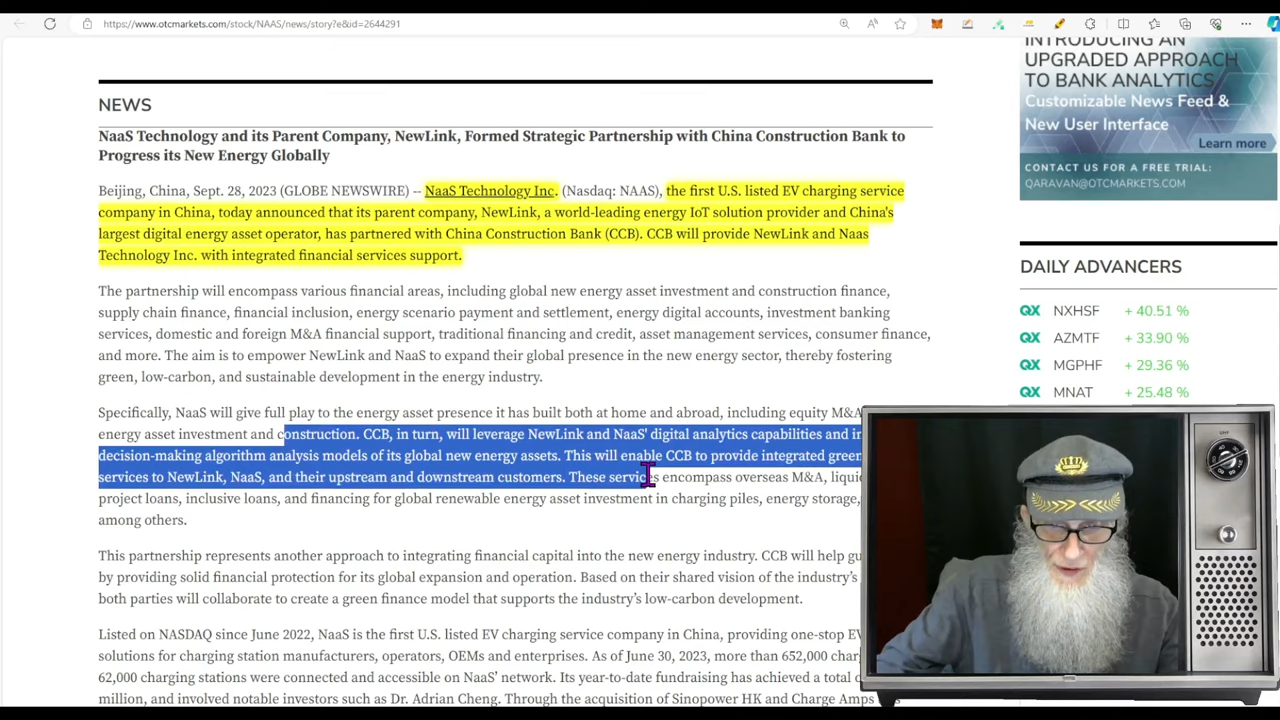 https://www.otcmarkets.com/stock/NAAS/news/story?e&id=2644291
INTRODUCING AN
UPGRADED APPROACH
TO BANK ANALYTICS
Customizable News Feed &
New User Interface
Learn more
CONTACT US FOR A FREE TRIAL:
QARAVAN@OTCMARKETS.COM
NEWS
NaaS Technology and its Parent Company, NewLink, Formed Strategic Partnership with China Construction Bank to
Progress its New Energy Globally
Beijing, China, Sept. 28, 2023 (GLOBE NEWSWIRE) -- NaaS Technology Inc. (Nasdaq: NAAS), the first U.S. listed EV charging service
company in China, today announced that its parent company, NewLink, a world-leading energy IoT solution provider and China's
largest digital energy asset operator, has partnered with China Construction Bank (CCB). CCB will provide NewLink and Naas
Technology Inc. with integrated financial services support.
The partnership will encompass various financial areas, including global new energy asset investment and construction finance,
supply chain finance, financial inclusion, energy scenario payment and settlement, energy digital accounts, investment banking
services, domestic and foreign M&A financial support, traditional financing and credit, asset management services, consumer finance,
and more. The aim is to empower NewLink and NaaS to expand their global presence in the new energy sector, thereby fostering
green, low-carbon, and sustainable development in the energy industry.
Specifically, NaaS will give full play to the energy asset presence it has built both at home and abroad, including equity M&A
energy asset investment and construction. CCB, in turn, will leverage NewLink and NaaS' digital analytics capabilities and
decision-making algorithm analysis models of its global new energy assets. This will enable CCB to provide integrated green
services to NewLink, NaaS, and their upstream and downstream customers. These services encompass overseas M&A,
project loans, inclusive loans, and financing for global renewable energy asset investment in charging piles, energy storage,
among others.
This partnership represents another approach to integrating financial capital into the new energy industry. CCB will help
by providing solid financial protection for its global expansion and operation. Based on their shared vision of the industry's
both parties will collaborate to create a green finance model that supports the industry's low-carbon development.
Listed on NASDAQ since June 2022, NaaS is the first U.S. listed EV charging service company in China, providing one-stop EV
solutions for charging station manufacturers, operators, OEMs and enterprises. As of June 30, 2023, more than 652,000
62,000 charging stations were connected and accessible on NaaS' network. Its year-to-date fundraising has achieved a total
million, and involved notable investors such as Dr. Adrian Cheng. Through the acquisition of Sinopower HK and Charge Amps
DAILY ADVANCERS
QX NXHSF + 40.51 %
QX AZMTF + 33.90 %
QX MGPHF + 29.36 %
QX MNAT + 25.48 %